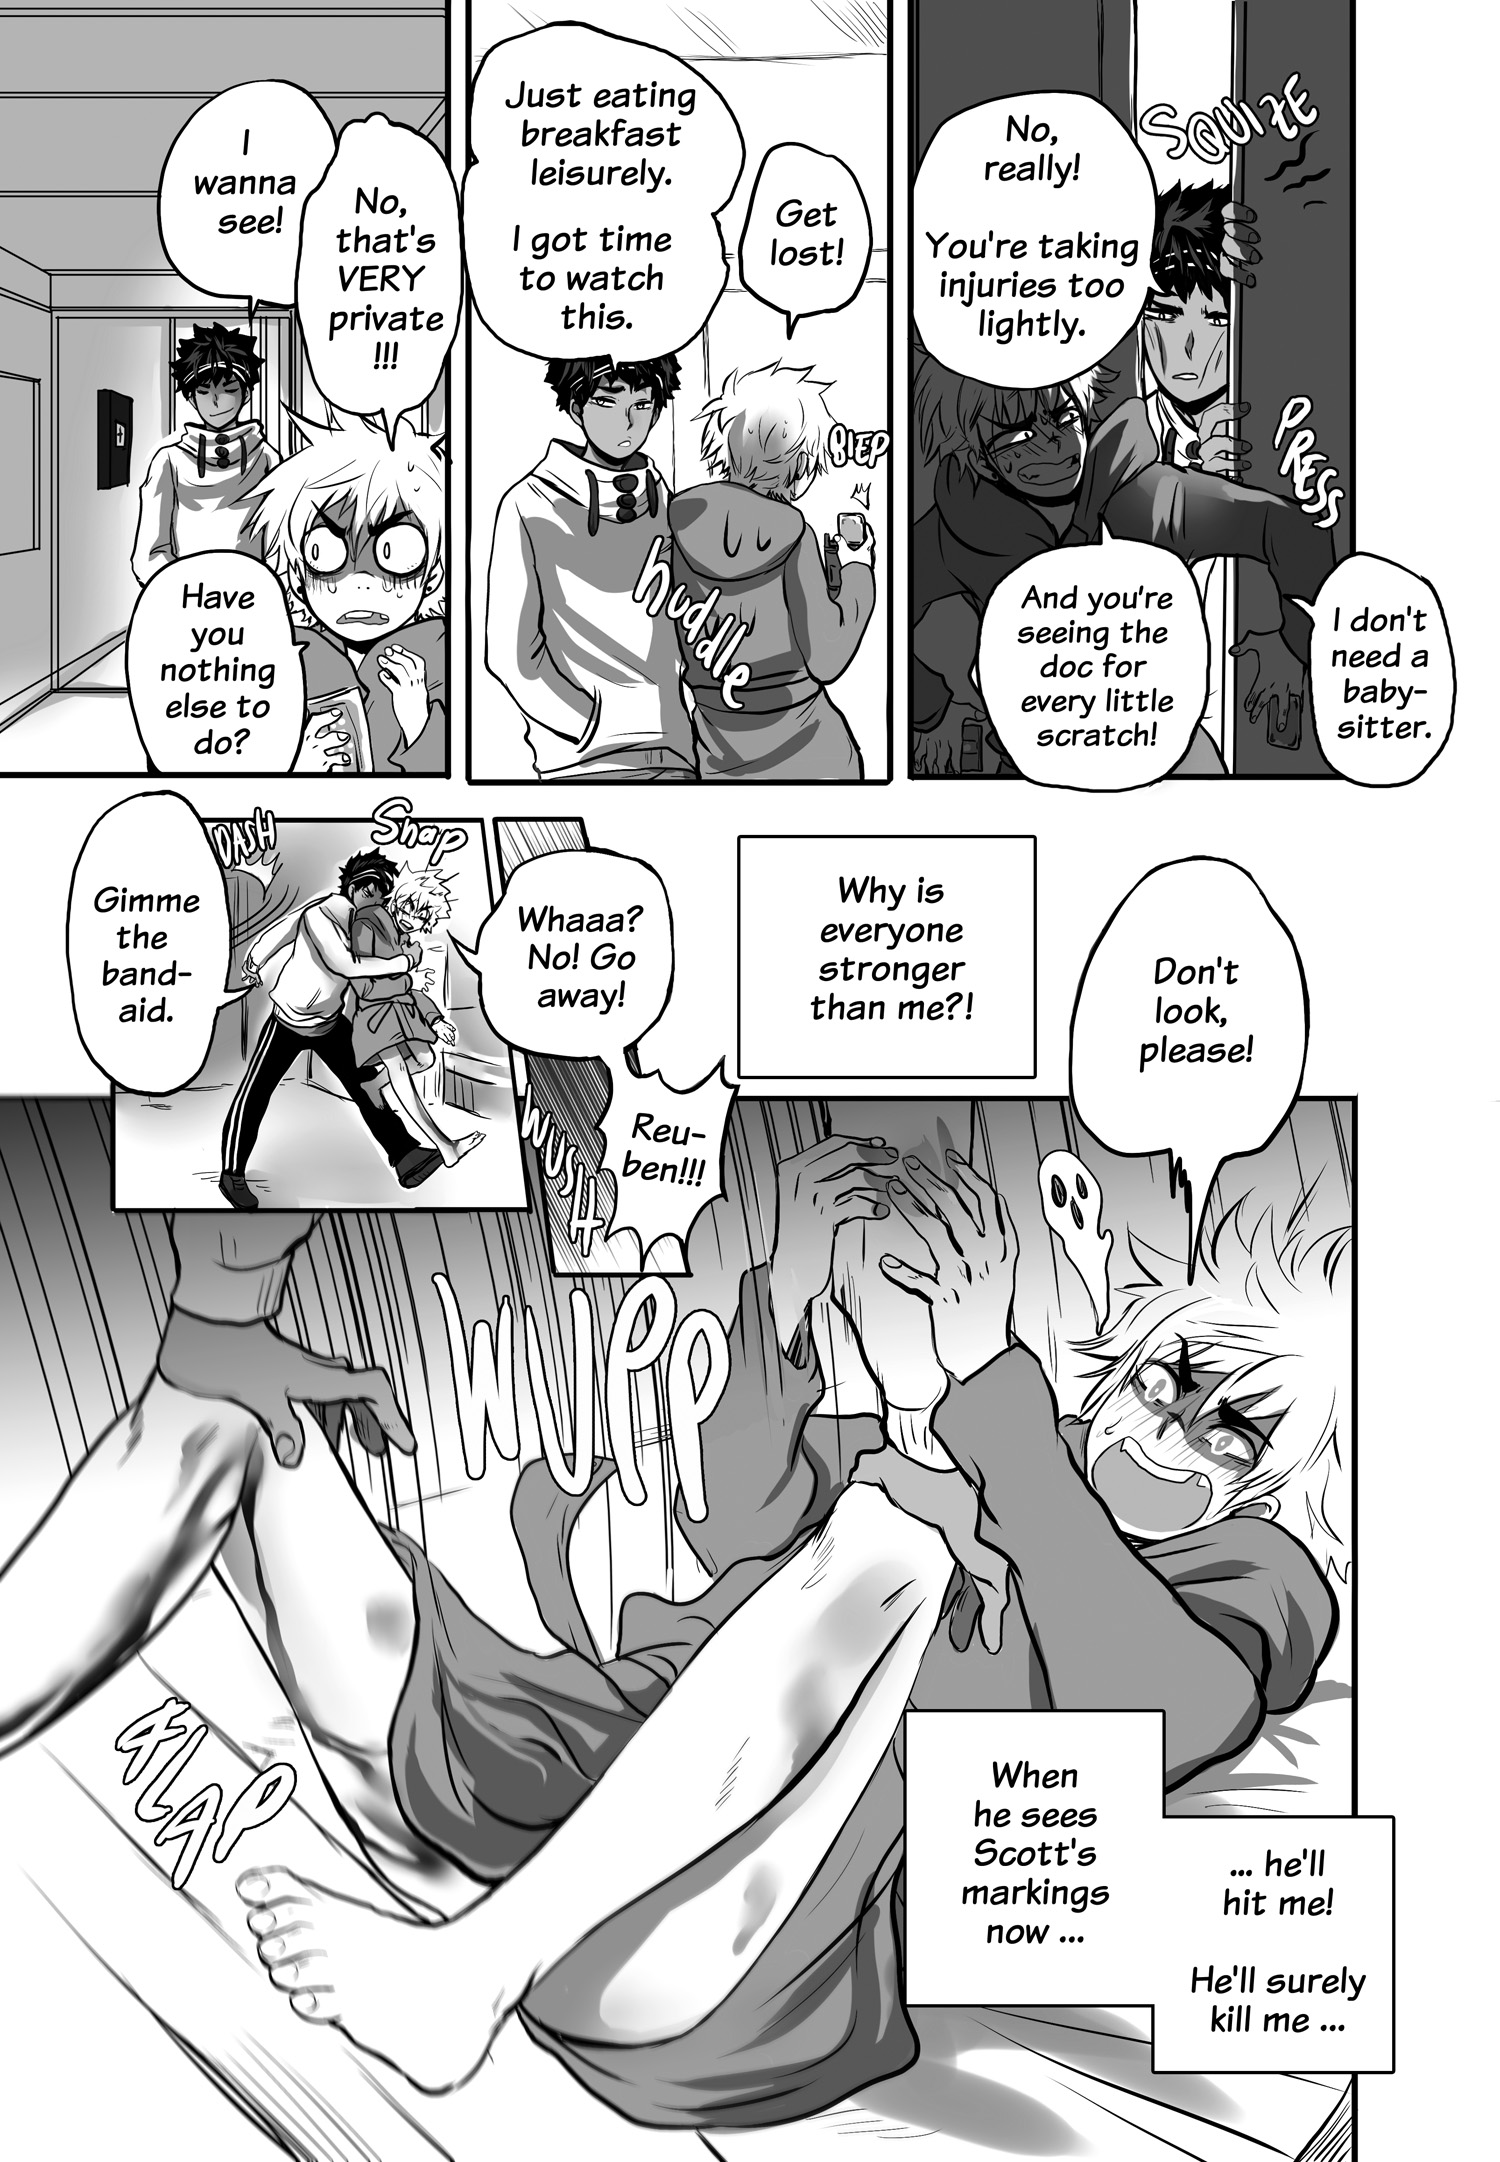 I
wanna
see!
No,
that's
VERY
private
!!!
Have
you
nothing
else to
do?
Just eating
breakfast
leisurely.
I got time
to watch
this.
Get
lost!
BIEP
huddle
No,
really!
You're taking
injuries too
lightly.
SQUIZE
PRESS
And you're
seeing the
doc for
every little
scratch!
I don't
need a
baby-
sitter.
Gimme
the
band-
aid.
DASH
Snap
Whaaa?
No! Go
away!
WUSH
Reu-
ben!!!
Why is
everyone
stronger
than me?!
Don't
look,
please!
WUPP
FLAP
When
he sees
Scott's
markings
now ...
... he'll
hit me!
He'll surely
kill me ...